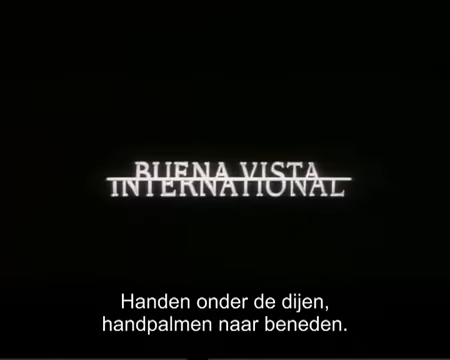 BUENA VISTA
INTERNATIONAL
Handen onder de dijen,
handpalmen naar beneden.